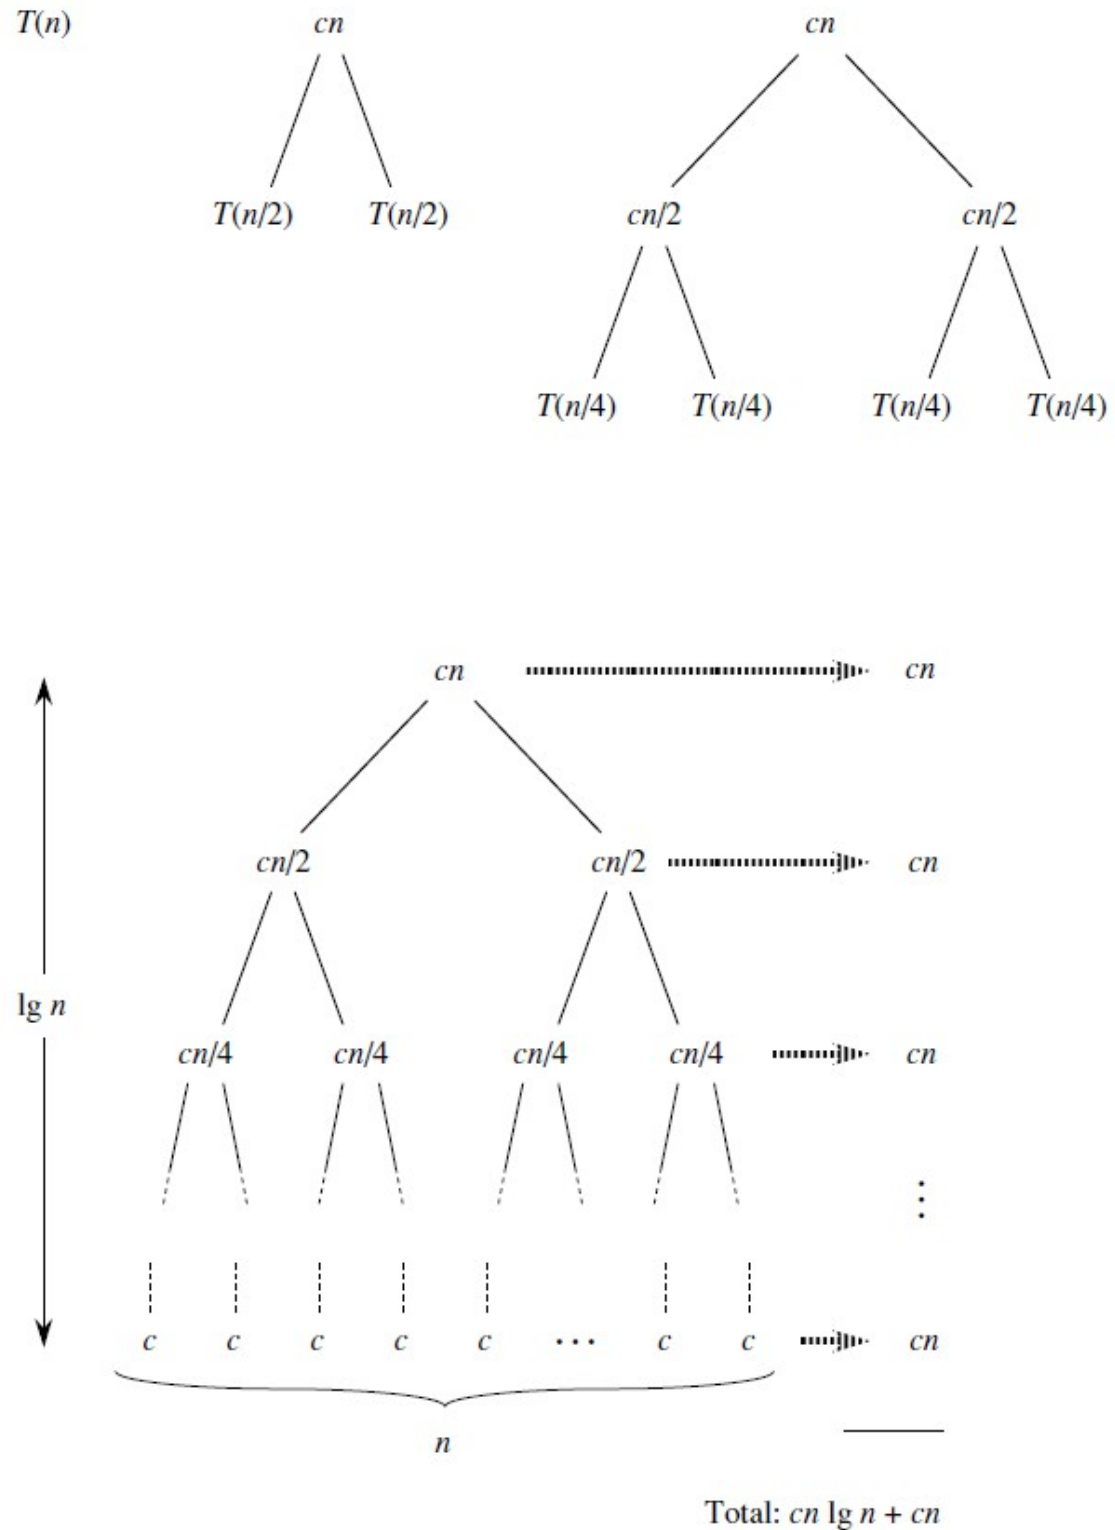 T(n) cn cn
T(n/2) T(n/2) cn/2 cn/2
T(n/4) T(n/4) T(n/4) T(n/4)
cn cn
cn/2 cn/2 cn
lg n
cn/4 cn/4 cn/4 cn/4 cn
⋮
c c c c c ⋯ c c cn
n
Total: cn lg n + cn